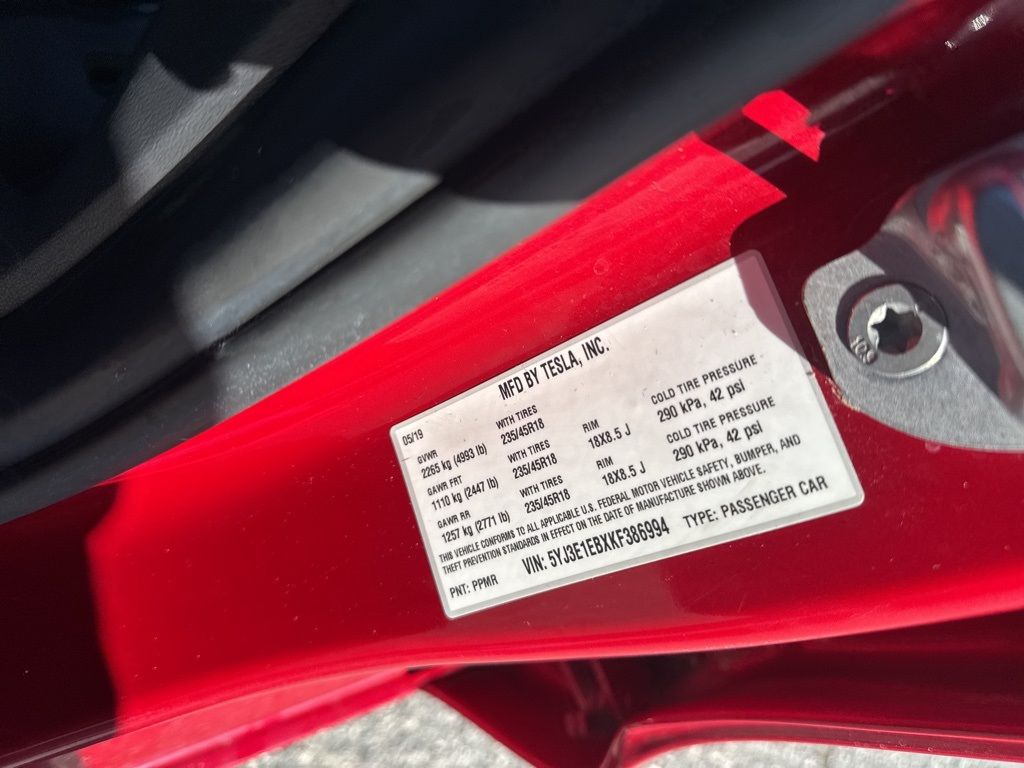 MFD BY TESLA, INC.
05/19
GVWR WITH TIRES RIM COLD TIRE PRESSURE
2265 kg (4993 lb) 235/45R18 18X8.5 J 290 kPa, 42 psi
GAWR FRT WITH TIRES RIM COLD TIRE PRESSURE
1110 kg (2447 lb) 235/45R18 18X8.5 J 290 kPa, 42 psi
GAWR RR WITH TIRES
1257 kg (2771 lb) 235/45R18
THIS VEHICLE CONFORMS TO ALL APPLICABLE U.S. FEDERAL MOTOR VEHICLE SAFETY, BUMPER, AND
THEFT PREVENTION STANDARDS IN EFFECT ON THE DATE OF MANUFACTURE SHOWN ABOVE.
PNT: PPMR VIN: 5YJ3E1EBXKF386994 TYPE: PASSENGER CAR